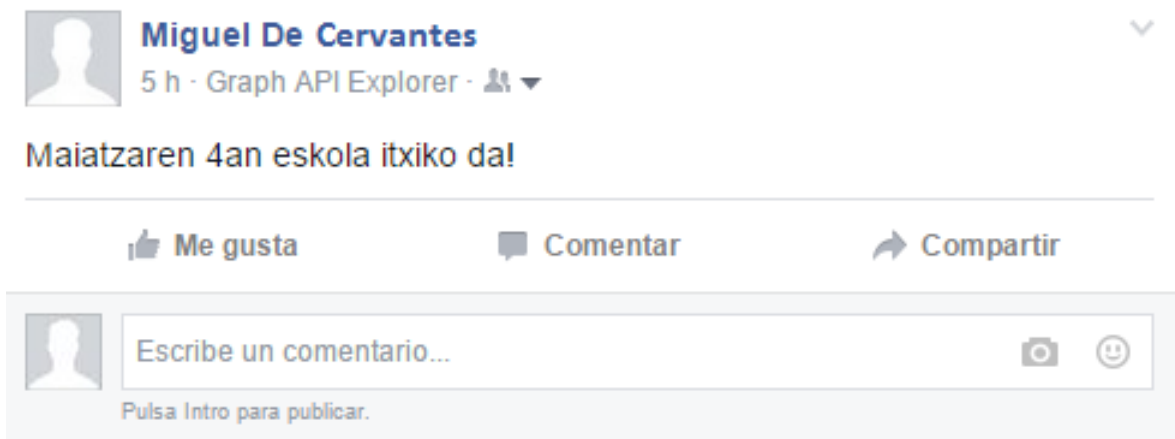 Miguel De Cervantes
5 h · Graph API Explorer ·
Maiatzaren 4an eskola itxiko da!
Me gusta Comentar Compartir
Escribe un comentario...
Pulsa Intro para publicar.